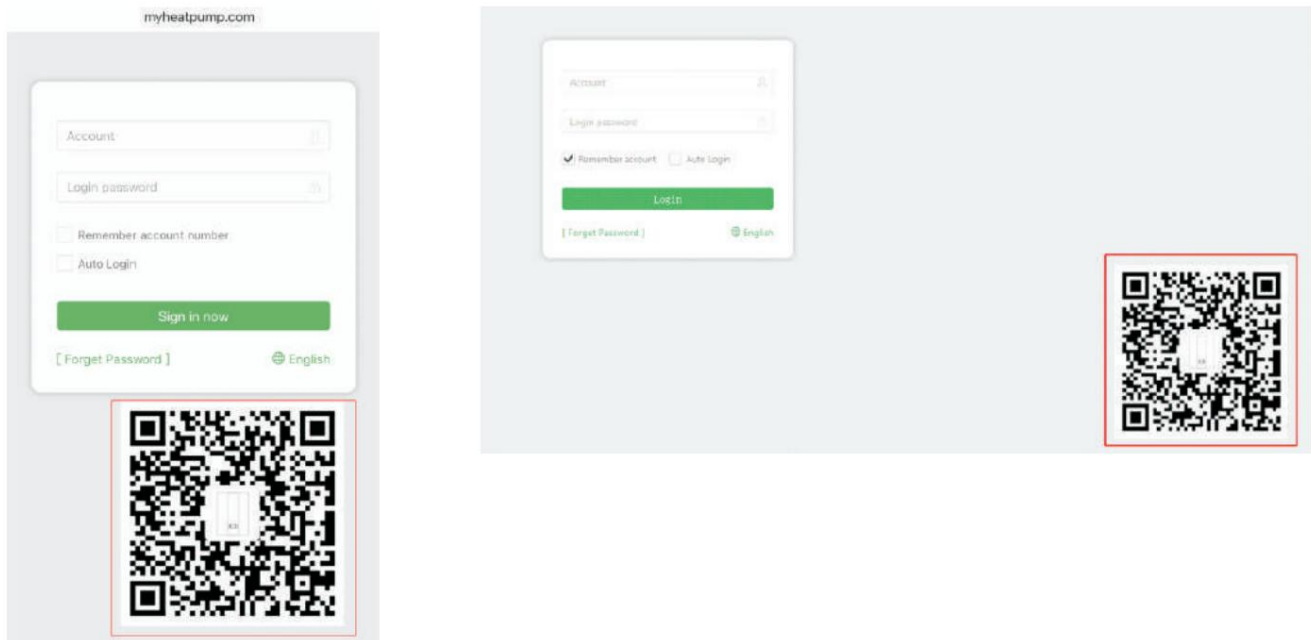 myheatpump.com
Account
Login password
Remember account number
Auto Login
Sign in now
[ Forget Password ]
English
Account
Login password
Remember account
Auto Login
Login
[ Forget Password ]
English